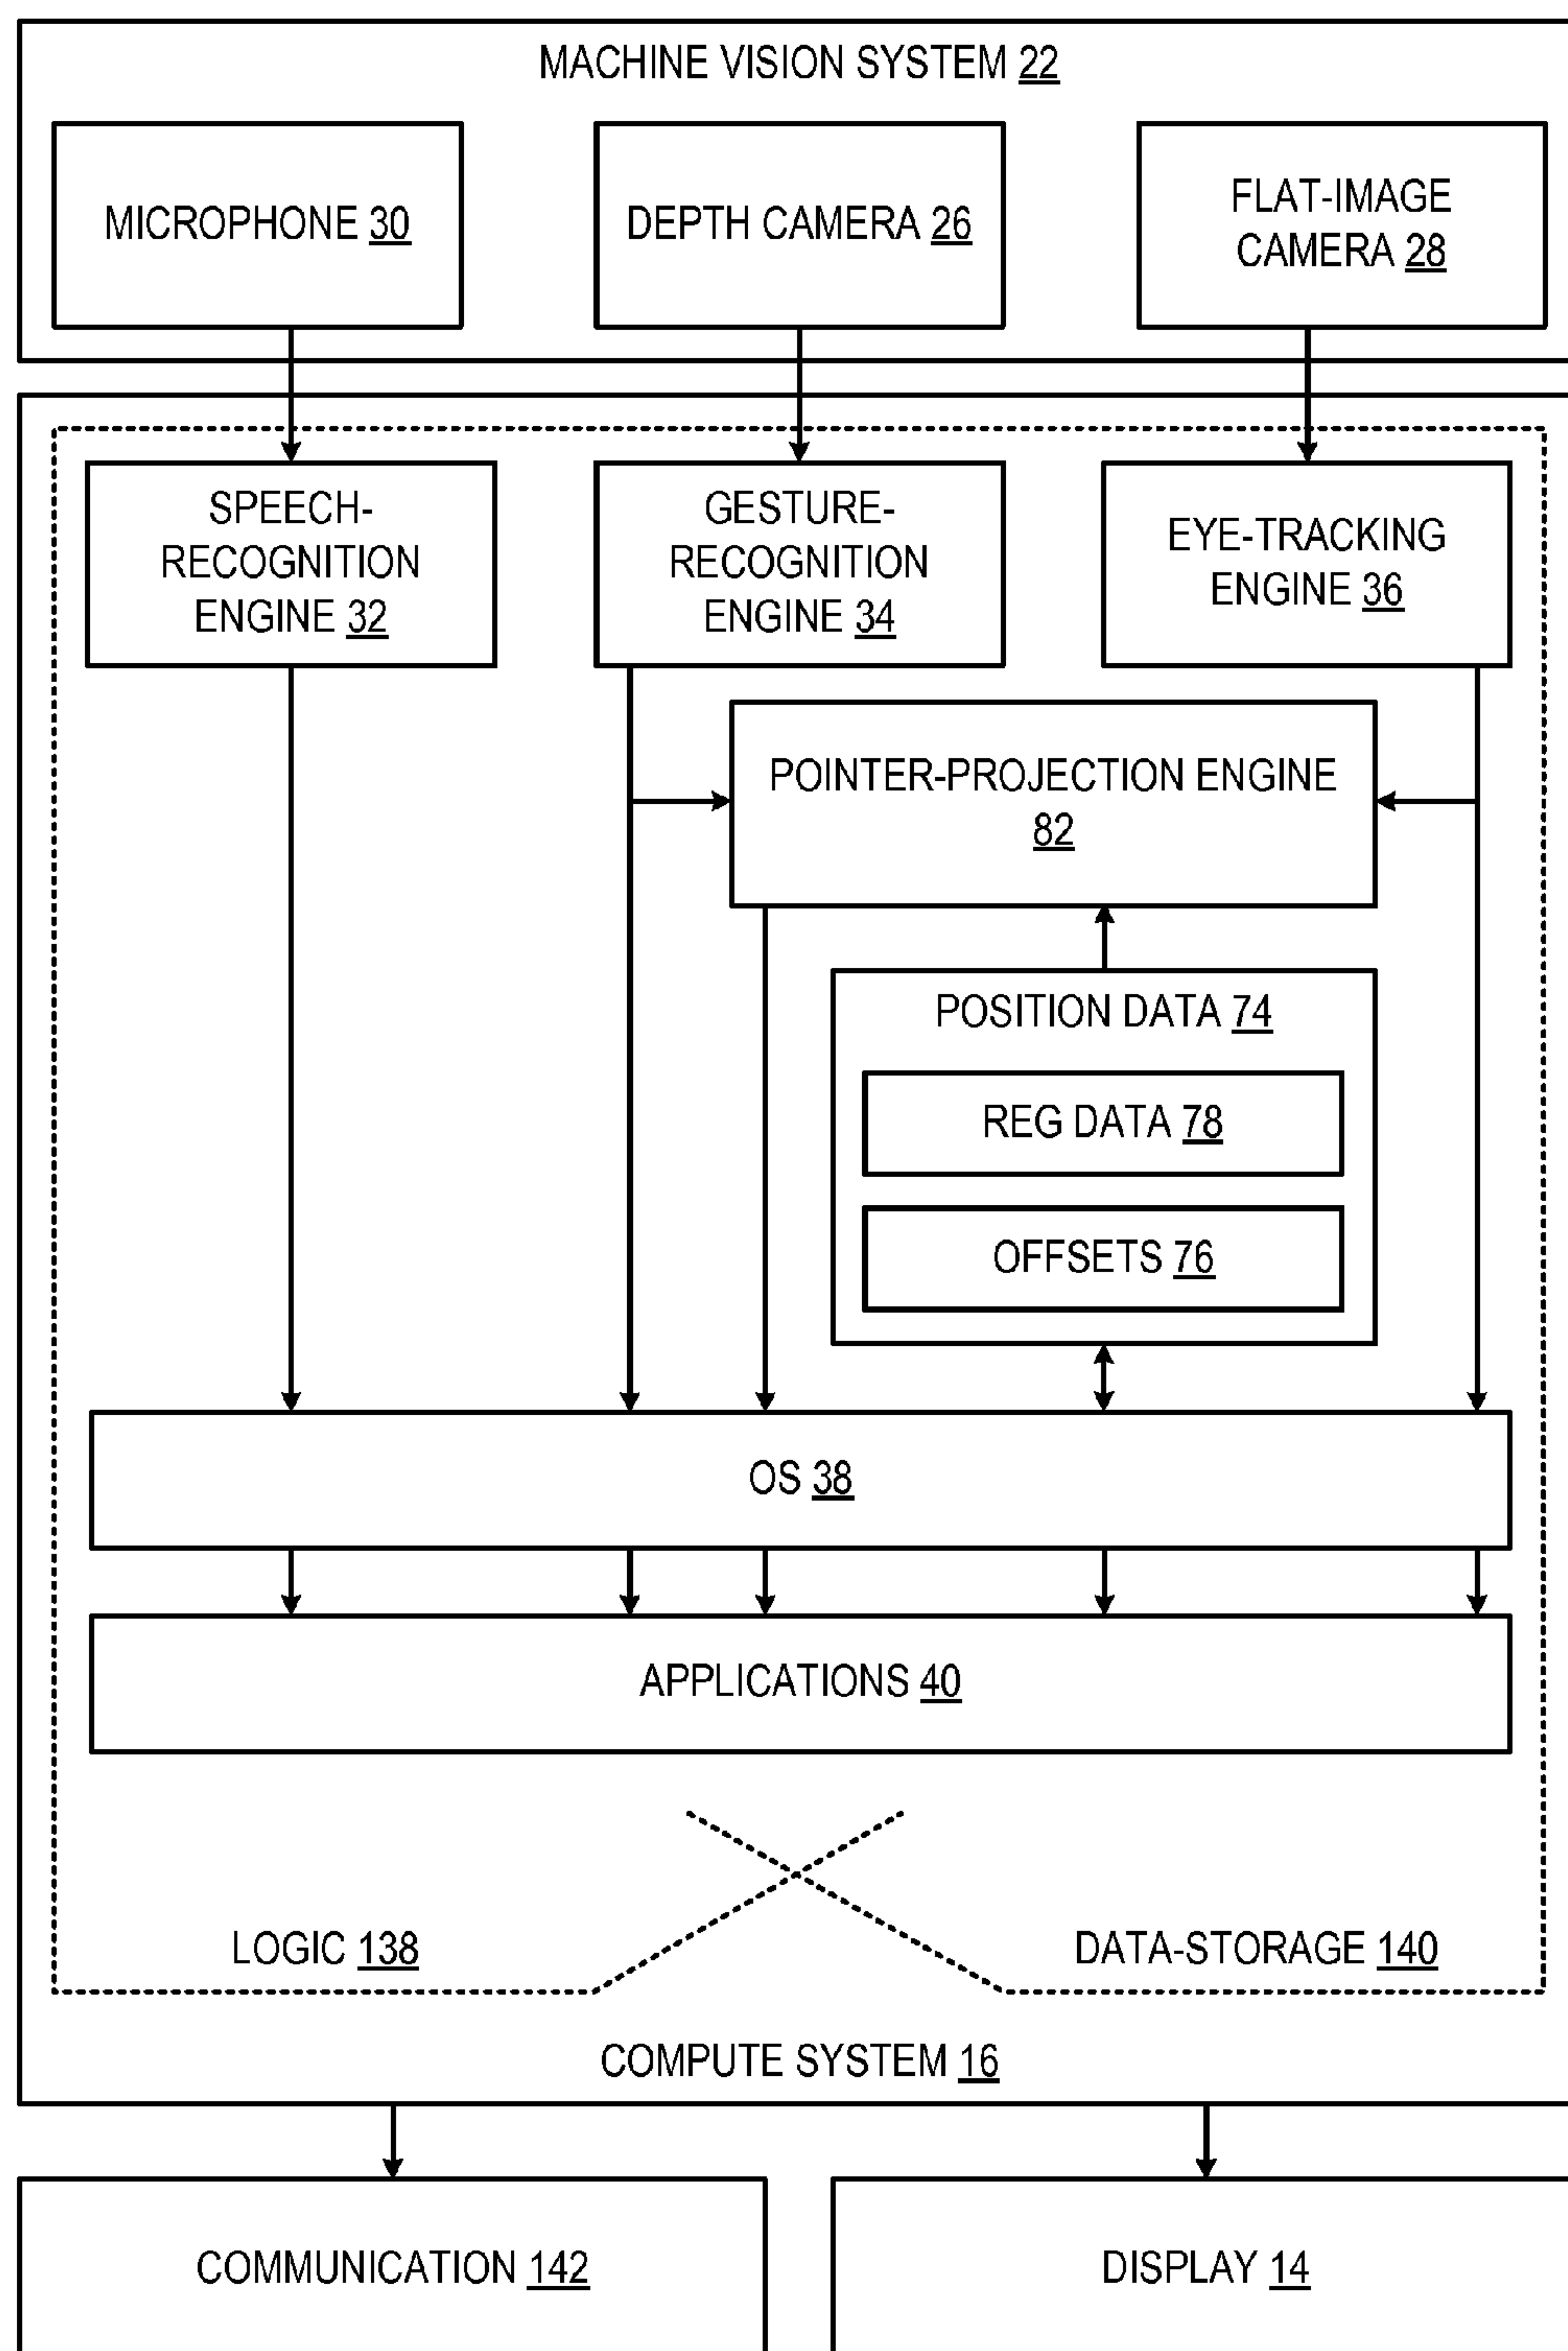 MACHINE VISION SYSTEM 22
MICROPHONE 30
DEPTH CAMERA 26
FLAT-IMAGE
CAMERA 28
SPEECH-
RECOGNITION
ENGINE 32
GESTURE-
RECOGNITION
ENGINE 34
EYE-TRACKING
ENGINE 36
POINTER-PROJECTION ENGINE
82
POSITION DATA 74
REG DATA 78
OFFSETS 76
OS 38
APPLICATIONS 40
LOGIC 138
DATA-STORAGE 140
COMPUTE SYSTEM 16
COMMUNICATION 142
DISPLAY 14